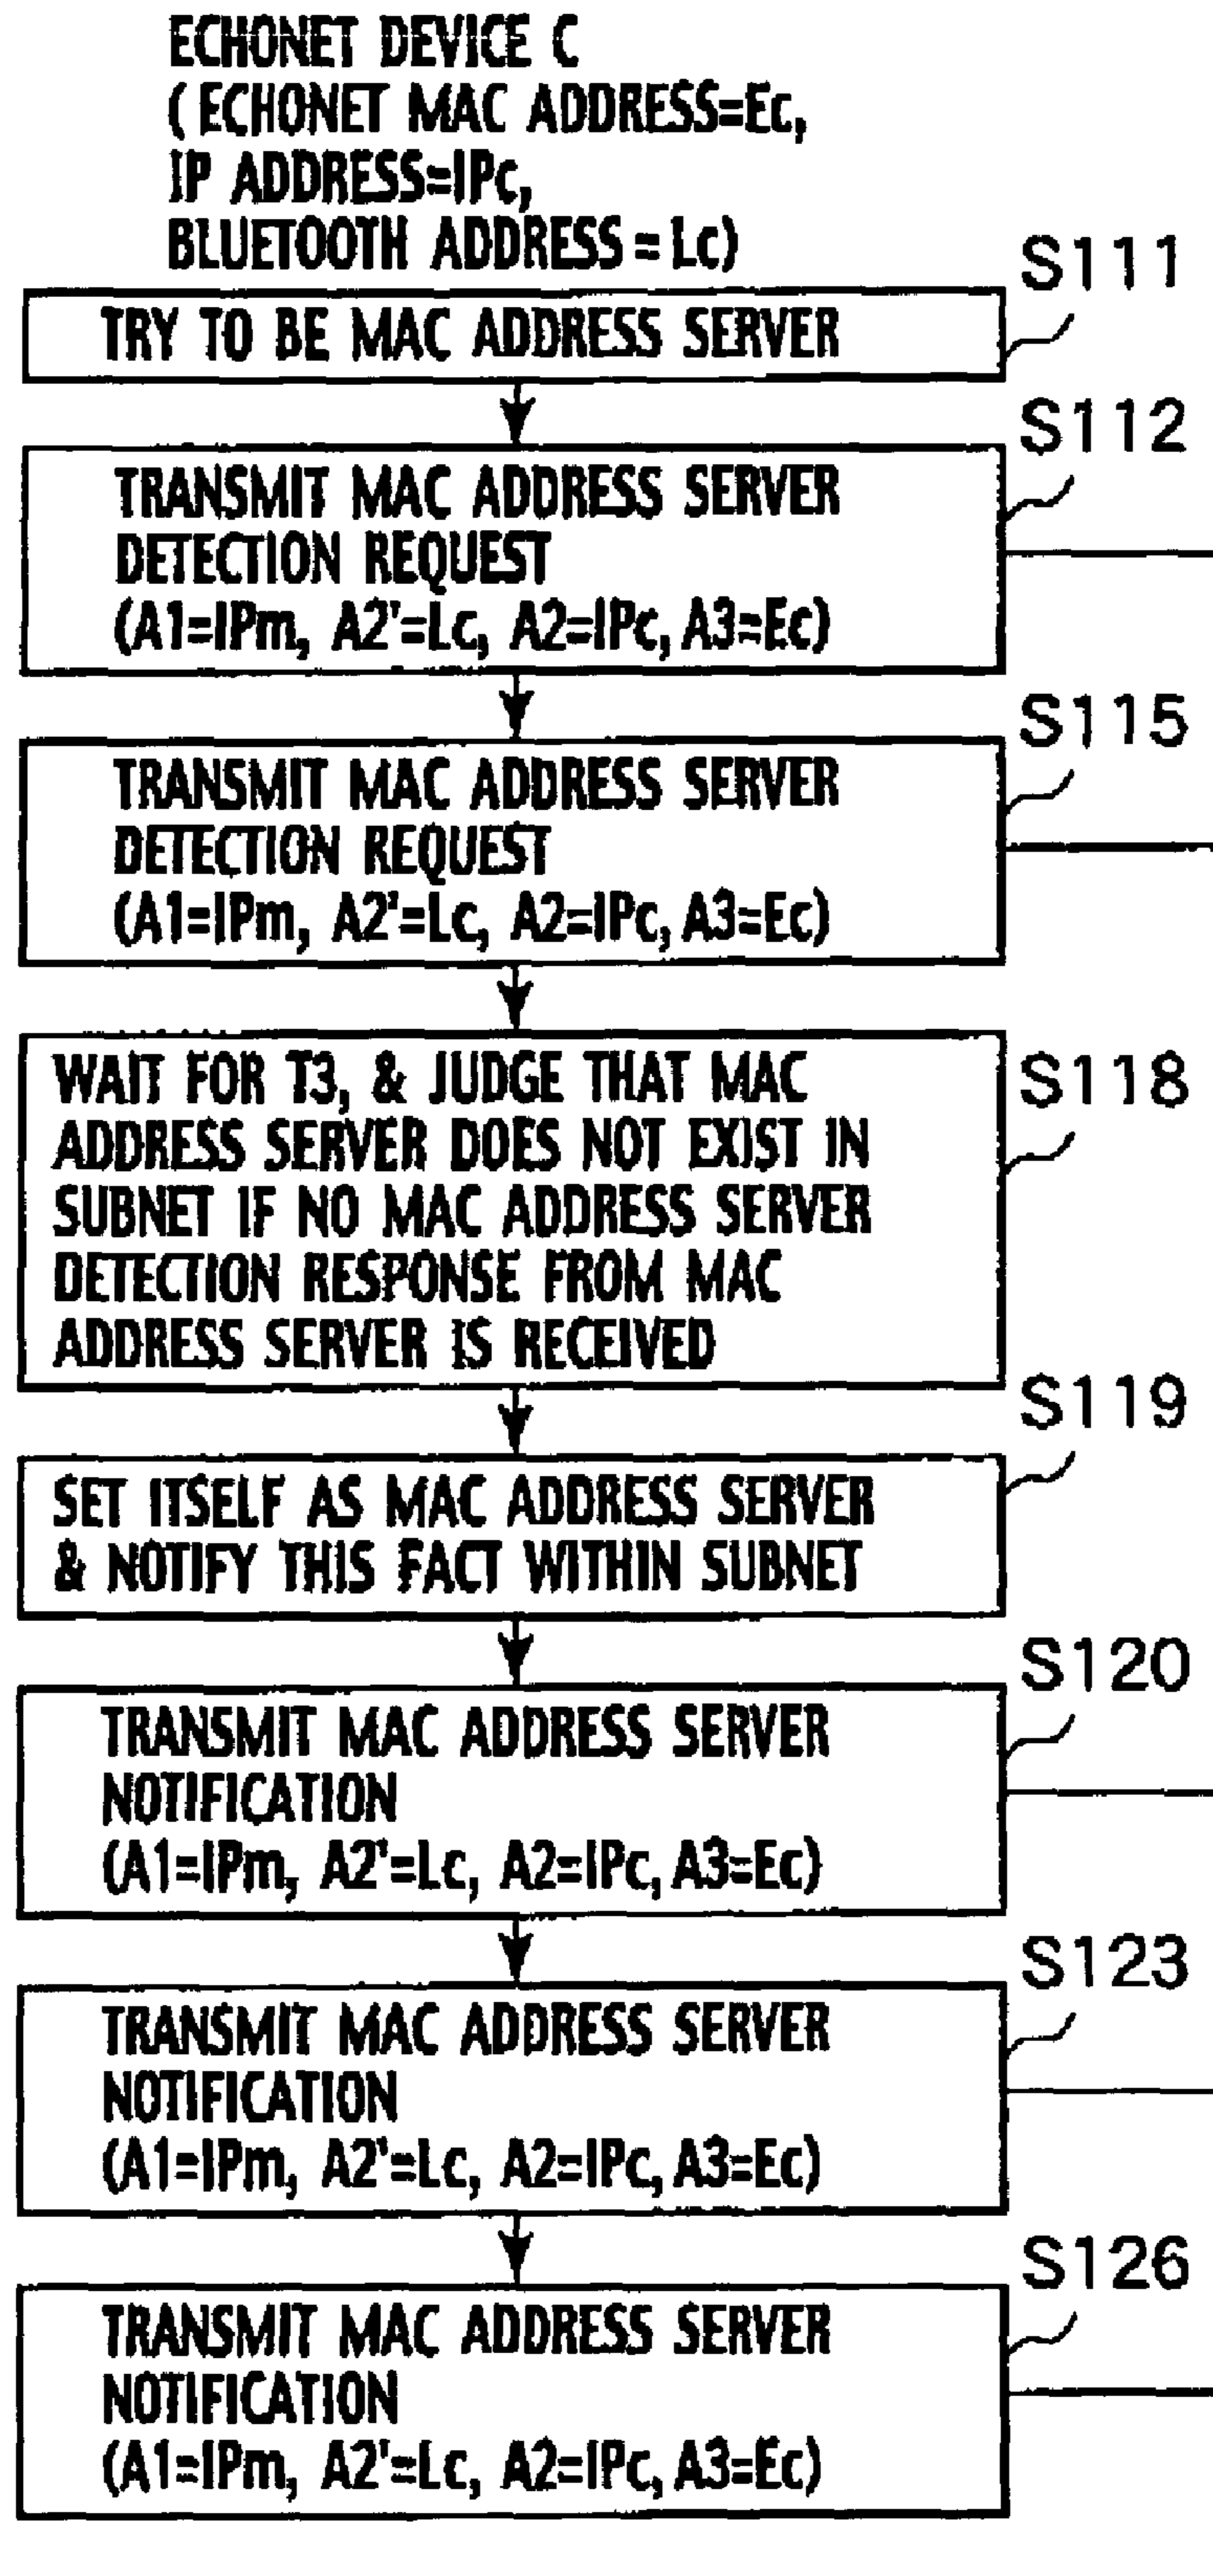 ECHONET DEVICE C
( ECHONET MAC ADDRESS=Ec,
IP ADDRESS=IPc,
BLUETOOTH ADDRESS = Lc)
S111
TRY TO BE MAC ADDRESS SERVER
S112
TRANSMIT MAC ADDRESS SERVER
DETECTION REQUEST
(A1=IPm, A2'=Lc, A2=IPc, A3=Ec)
S115
TRANSMIT MAC ADDRESS SERVER
DETECTION REQUEST
(A1=IPm, A2'=Lc, A2=IPc, A3=Ec)
S118
WAIT FOR T3, & JUDGE THAT MAC
ADDRESS SERVER DOES NOT EXIST IN
SUBNET IF NO MAC ADDRESS SERVER
DETECTION RESPONSE FROM MAC
ADDRESS SERVER IS RECEIVED
S119
SET ITSELF AS MAC ADDRESS SERVER
& NOTIFY THIS FACT WITHIN SUBNET
S120
TRANSMIT MAC ADDRESS SERVER
NOTIFICATION
(A1=IPm, A2'=Lc, A2=IPc, A3=Ec)
S123
TRANSMIT MAC ADDRESS SERVER
NOTIFICATION
(A1=IPm, A2'=Lc, A2=IPc, A3=Ec)
S126
TRANSMIT MAC ADDRESS SERVER
NOTIFICATION
(A1=IPm, A2'=Lc, A2=IPc, A3=Ec)